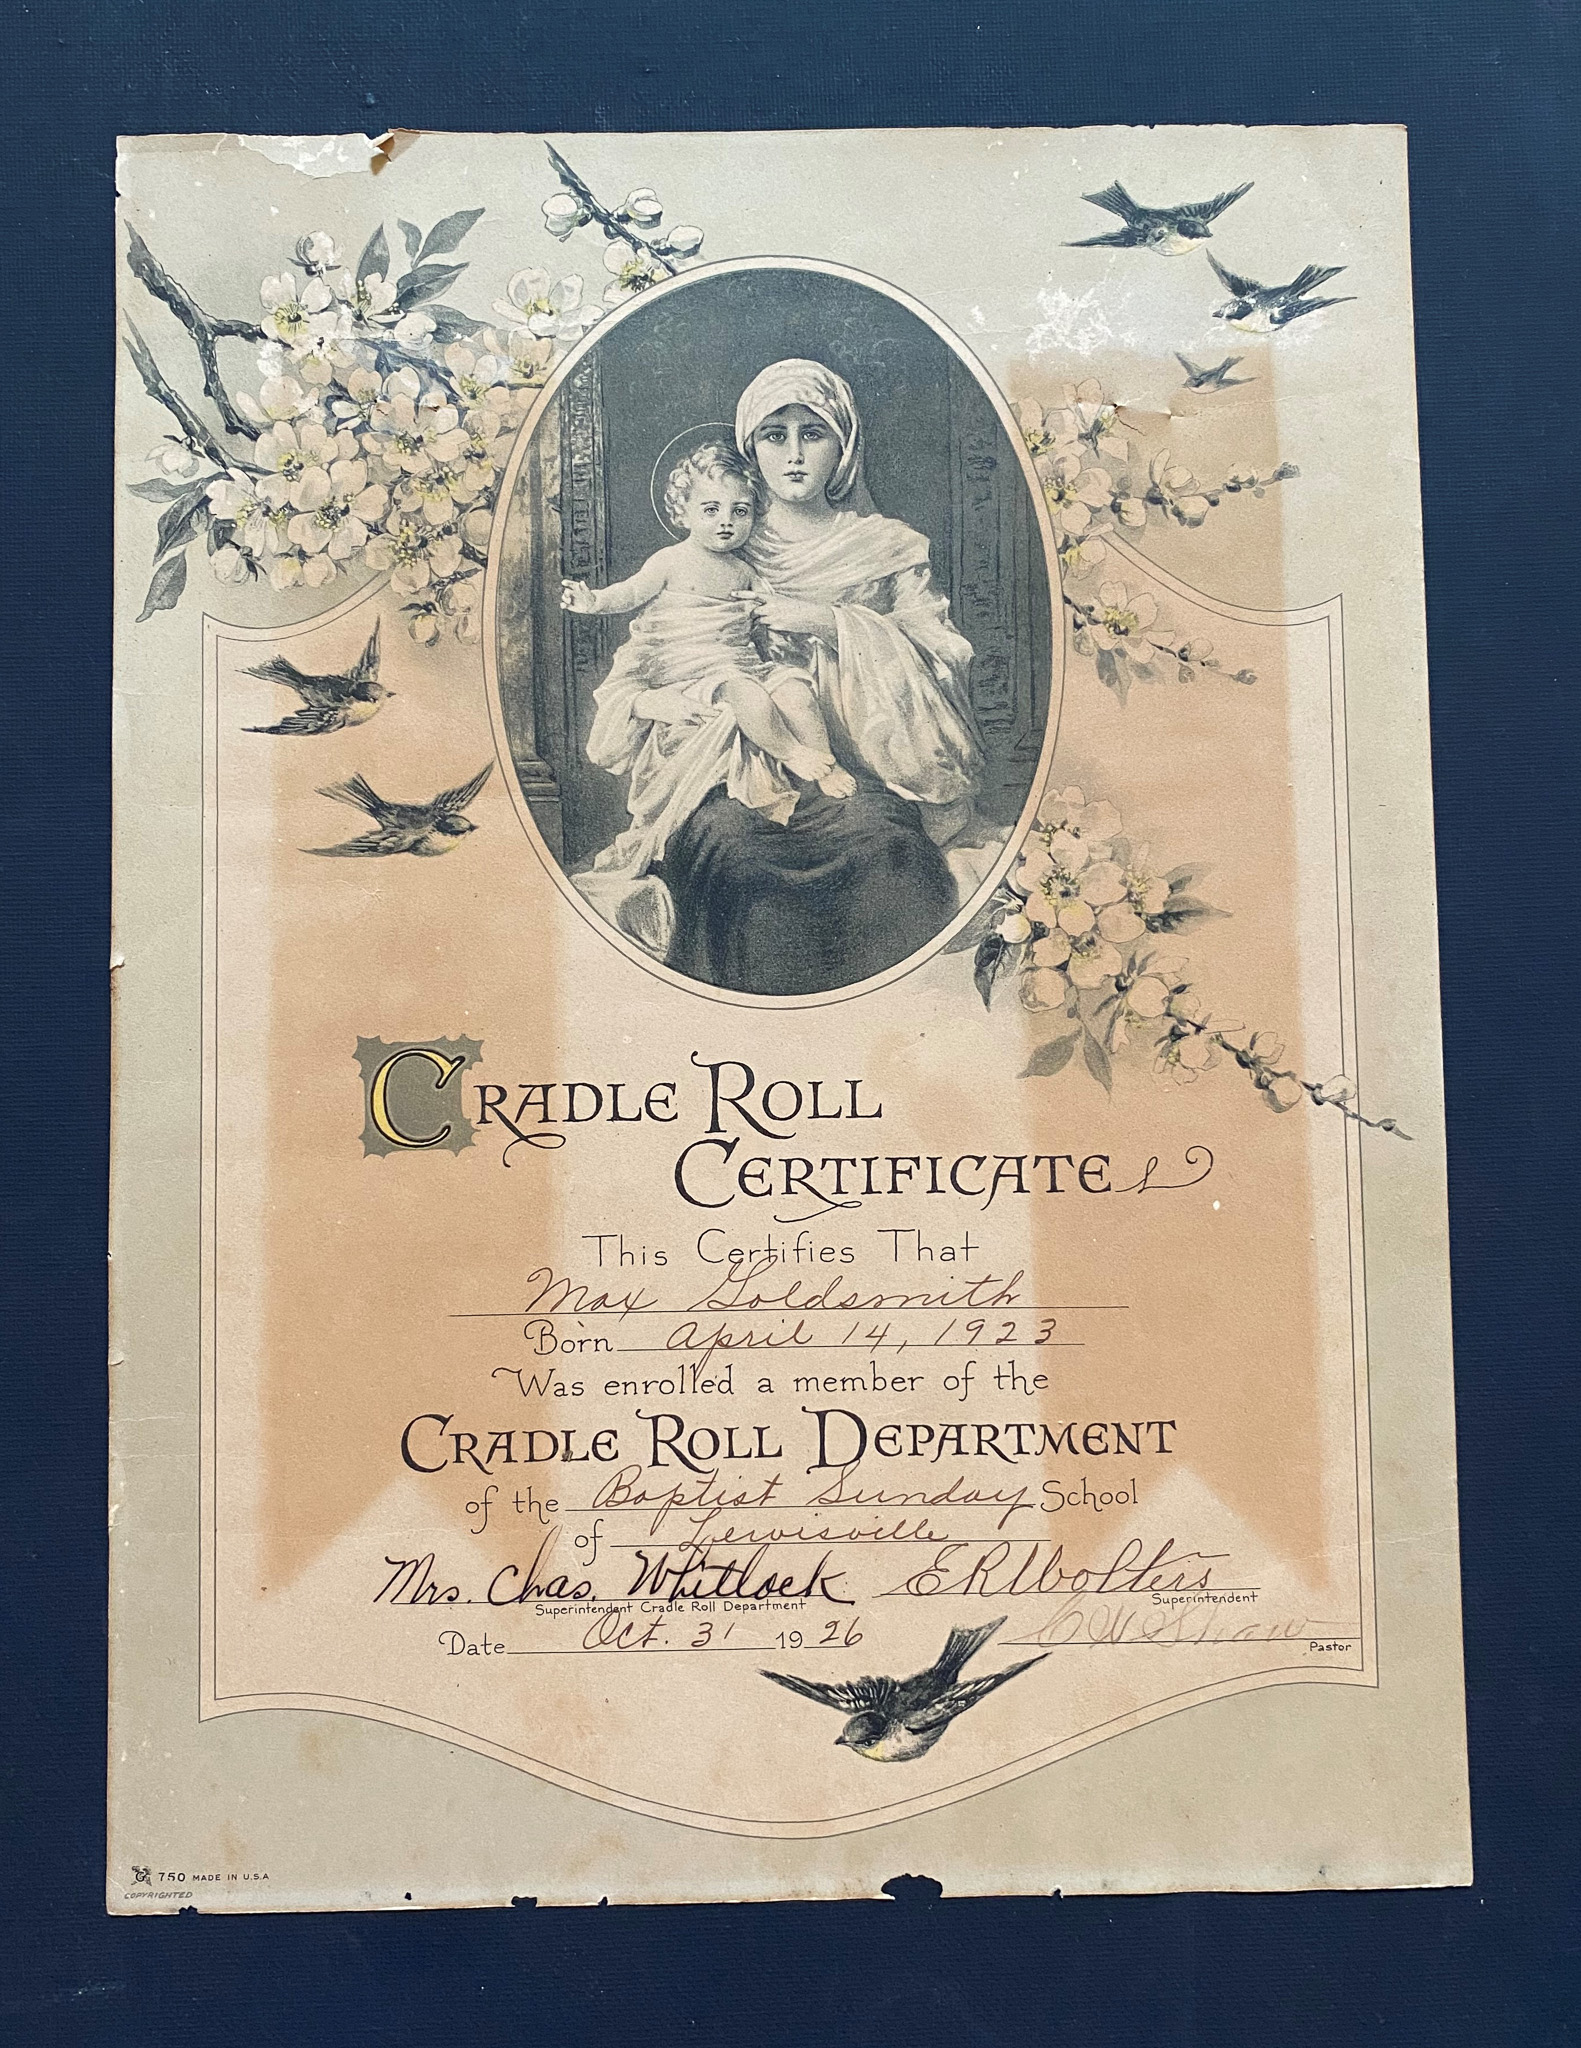 CRADLE ROLL
CERTIFICATE
This Certifies That
Max Goldsmith
Born April 14, 1923
Was enrolled a member of the
CRADLE ROLL DEPARTMENT
of the Baptist Sunday School
of Lewisville
Mrs. Chas. Whitlock E R Wolters
Superintendent Cradle Roll Department Superintendent
Date Oct. 31 1926 Shaw
Pastor
750 MADE IN U.S.A
COPYRIGHTED